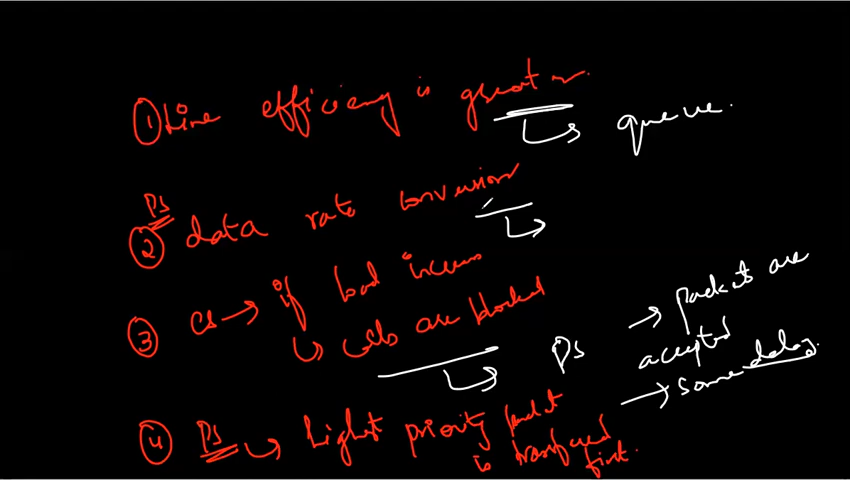 ① Line efficiency is greater.
↳ queue.
PS
② data rate conversion
↳
③ CS → if load increases
↳ calls are blocked
↳ PS → packets are
accepted
→ some delay.
④ PS ↳ highest priority packet
is transferred
first.